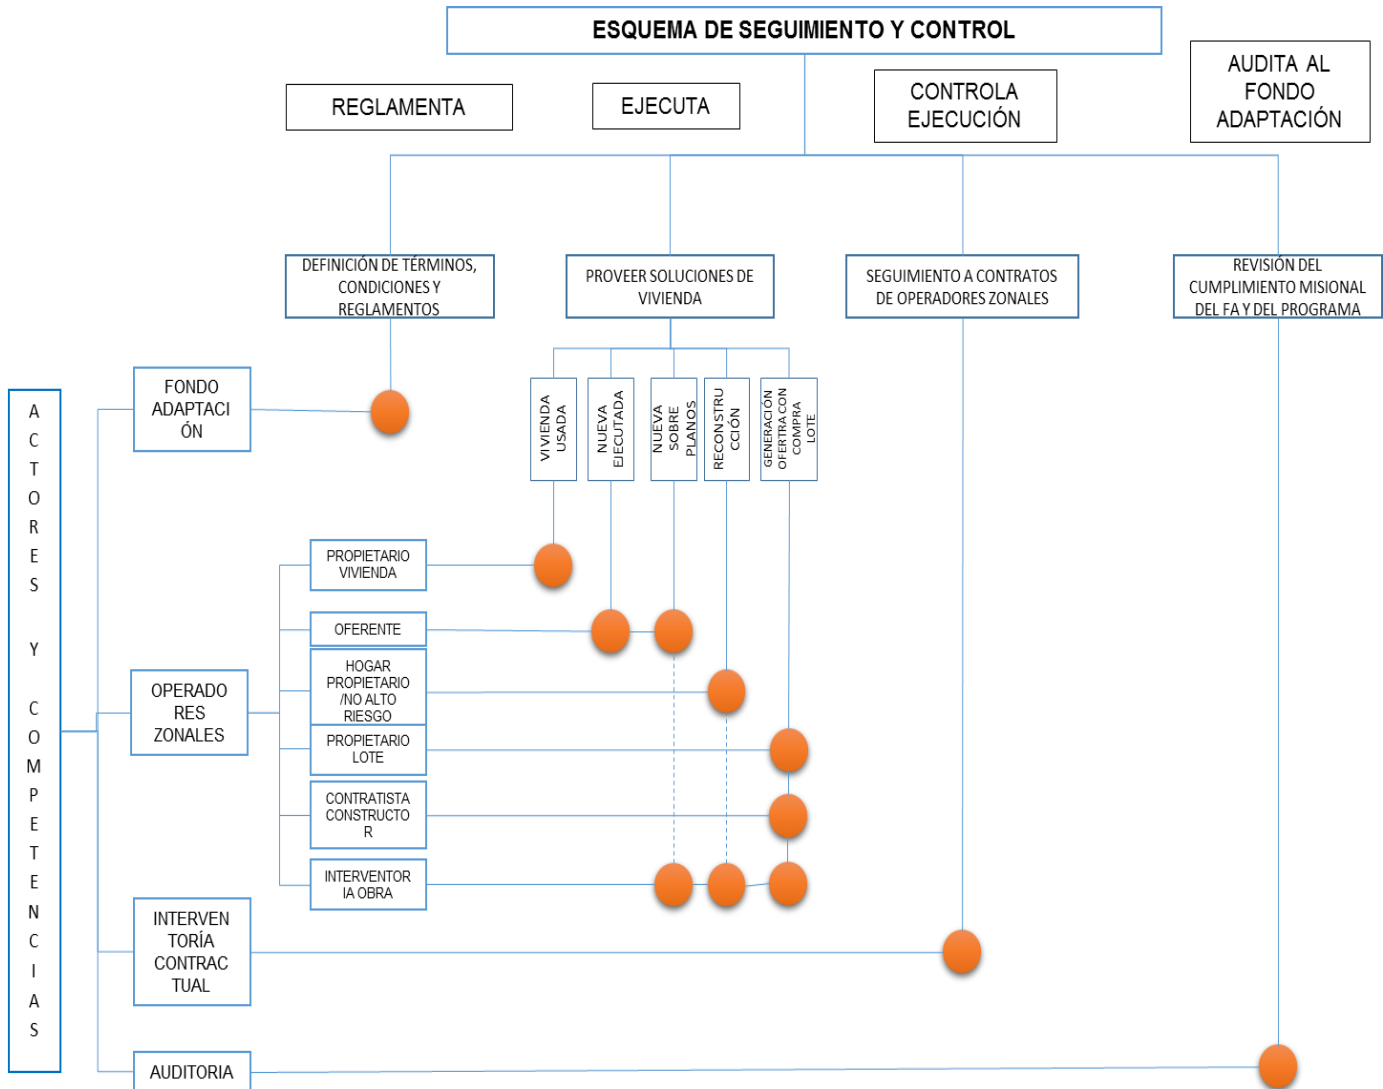 ESQUEMA DE SEGUIMIENTO Y CONTROL
REGLAMENTA
EJECUTA
CONTROLA
EJECUCIÓN
AUDITA AL
FONDO
ADAPTACIÓN
DEFINICIÓN DE TÉRMINOS,
CONDICIONES Y
REGLAMENTOS
PROVEER SOLUCIONES DE
VIVIENDA
SEGUIMIENTO A CONTRATOS
DE OPERADORES ZONALES
REVISIÓN DEL
CUMPLIMIENTO MISIONAL
DEL FA Y DEL PROGRAMA
VIVIENDA
USADA
NUEVA
EJECUTADA
NUEVA
SOBRE
PLANOS
RECONSTRU
CCIÓN
GENERACIÓN
OFERTRA CON
COMPRA
LOTE
ACTORES Y COMPETENCIAS
FONDO
ADAPTACI
ÓN
OPERADO
RES
ZONALES
PROPIETARIO
VIVIENDA
OFERENTE
HOGAR
PROPIETARIO
/NO ALTO
RIESGO
PROPIETARIO
LOTE
CONTRATISTA
CONSTRUCTO
R
INTERVENTOR
IA OBRA
INTERVEN
TORÍA
CONTRAC
TUAL
AUDITORIA